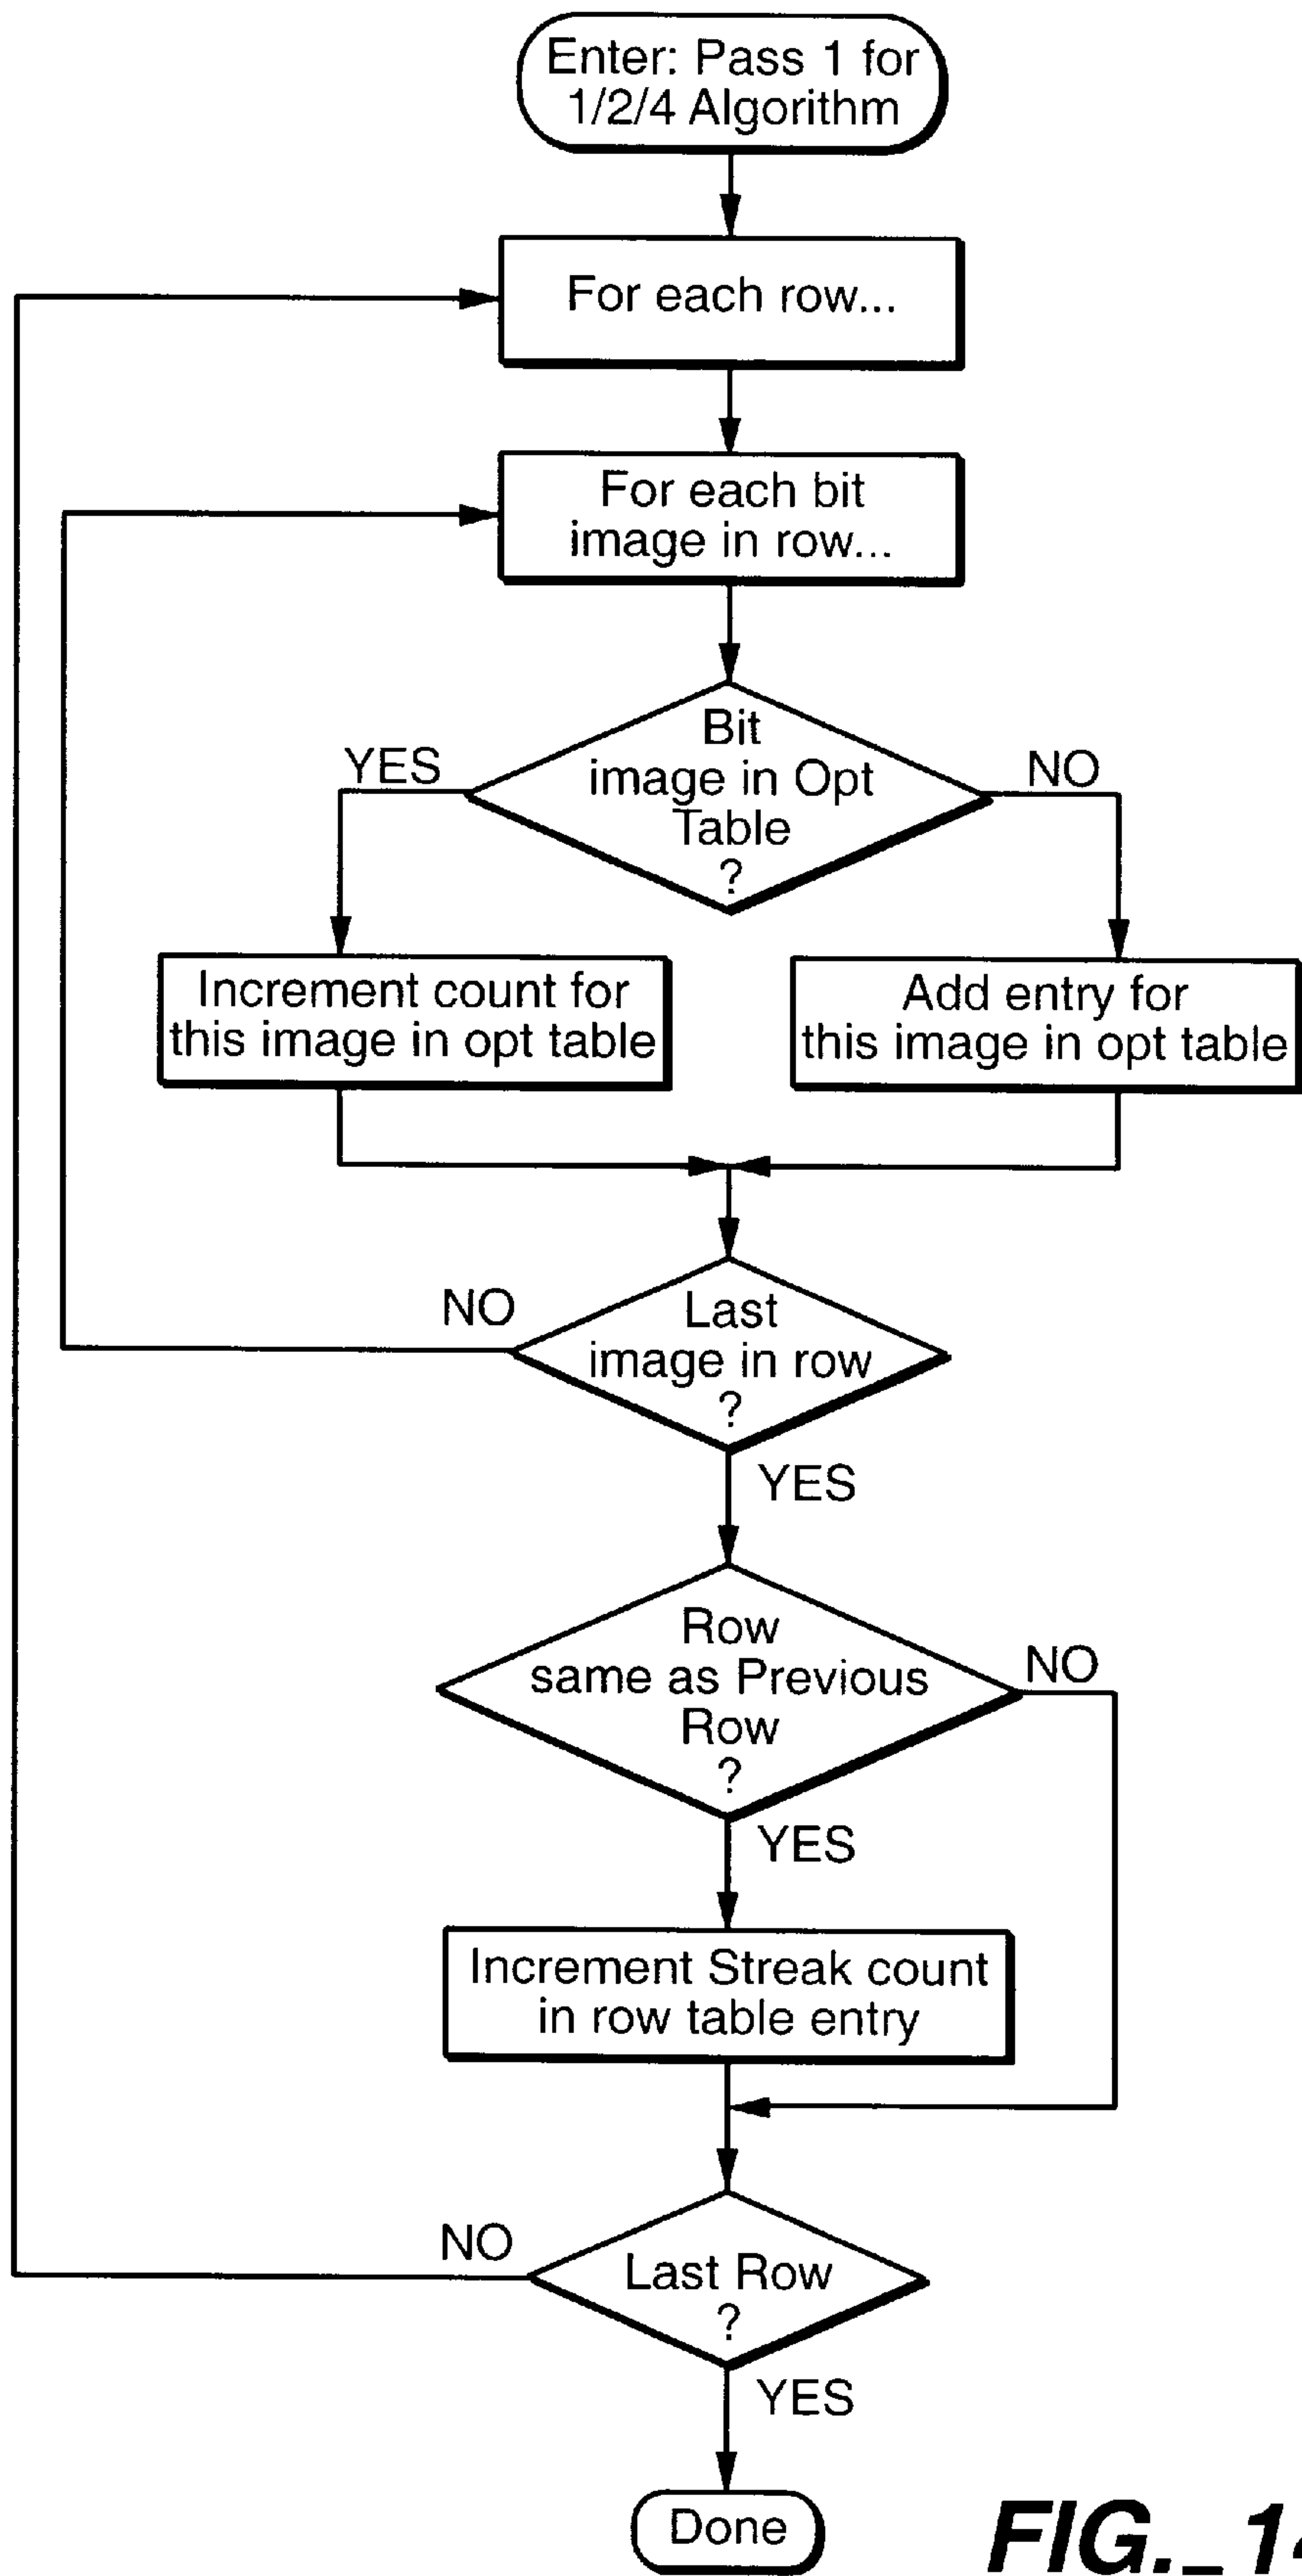 Enter: Pass 1 for
1/2/4 Algorithm
For each row...
For each bit
image in row...
Bit
image in Opt
Table
?
YES
NO
Increment count for
this image in opt table
Add entry for
this image in opt table
Last
image in row
?
NO
YES
Row
same as Previous
Row
?
NO
YES
Increment Streak count
in row table entry
Last Row
?
NO
YES
Done
FIG._